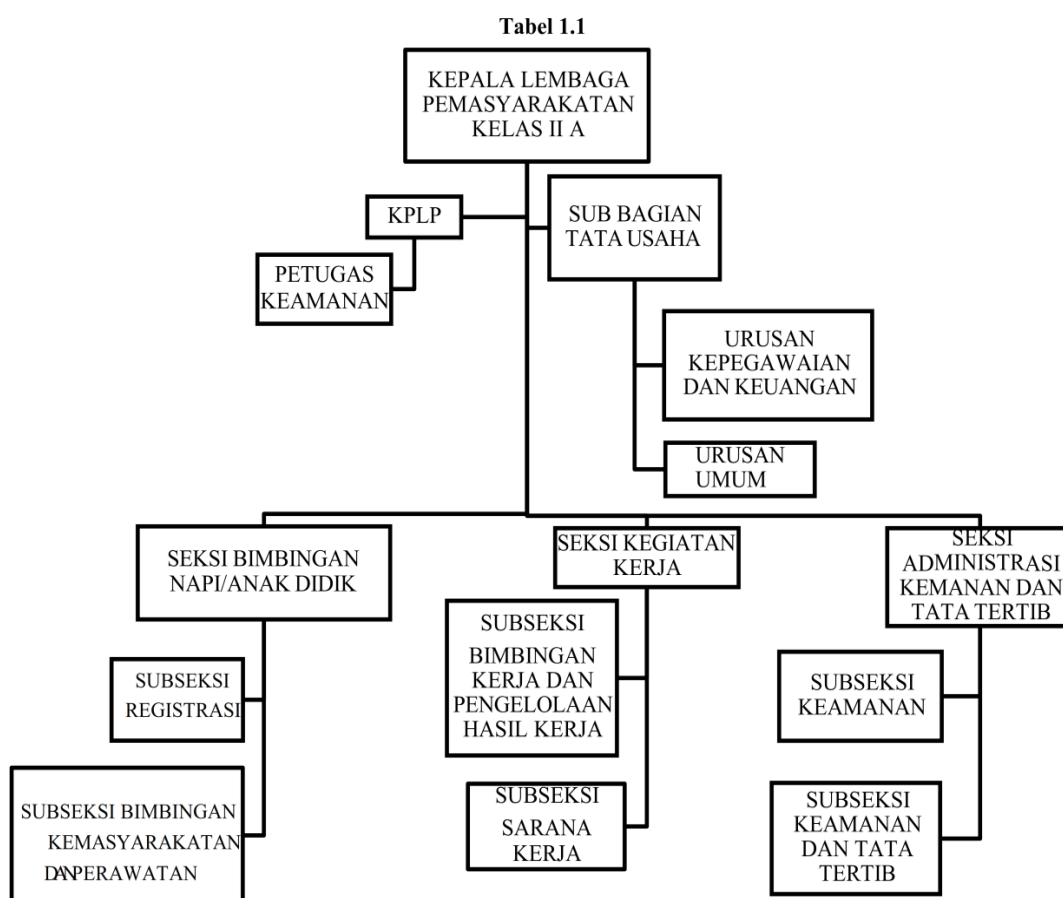 Tabel 1.1
KEPALA LEMBAGA
PEMASYARAKATAN
KELAS II A
KPLP
SUB BAGIAN
TATA USAHA
PETUGAS
KEAMANAN
URUSAN
KEPEGAWAIAN
DAN KEUANGAN
URUSAN
UMUM
SEKSI BIMBINGAN
NAPI/ANAK DIDIK
SEKSI KEGIATAN
KERJA
SEKSI
ADMINISTRASI
KEMANAN DAN
TATA TERTIB
SUBSEKSI
REGISTRASI
SUBSEKSI BIMBINGAN
KEMASYARAKATAN
DAN PERAWATAN
SUBSEKSI
BIMBINGAN
KERJA DAN
PENGELOLAAN
HASIL KERJA
SUBSEKSI
SARANA
KERJA
SUBSEKSI
KEAMANAN
SUBSEKSI
KEAMANAN
DAN TATA
TERTIB